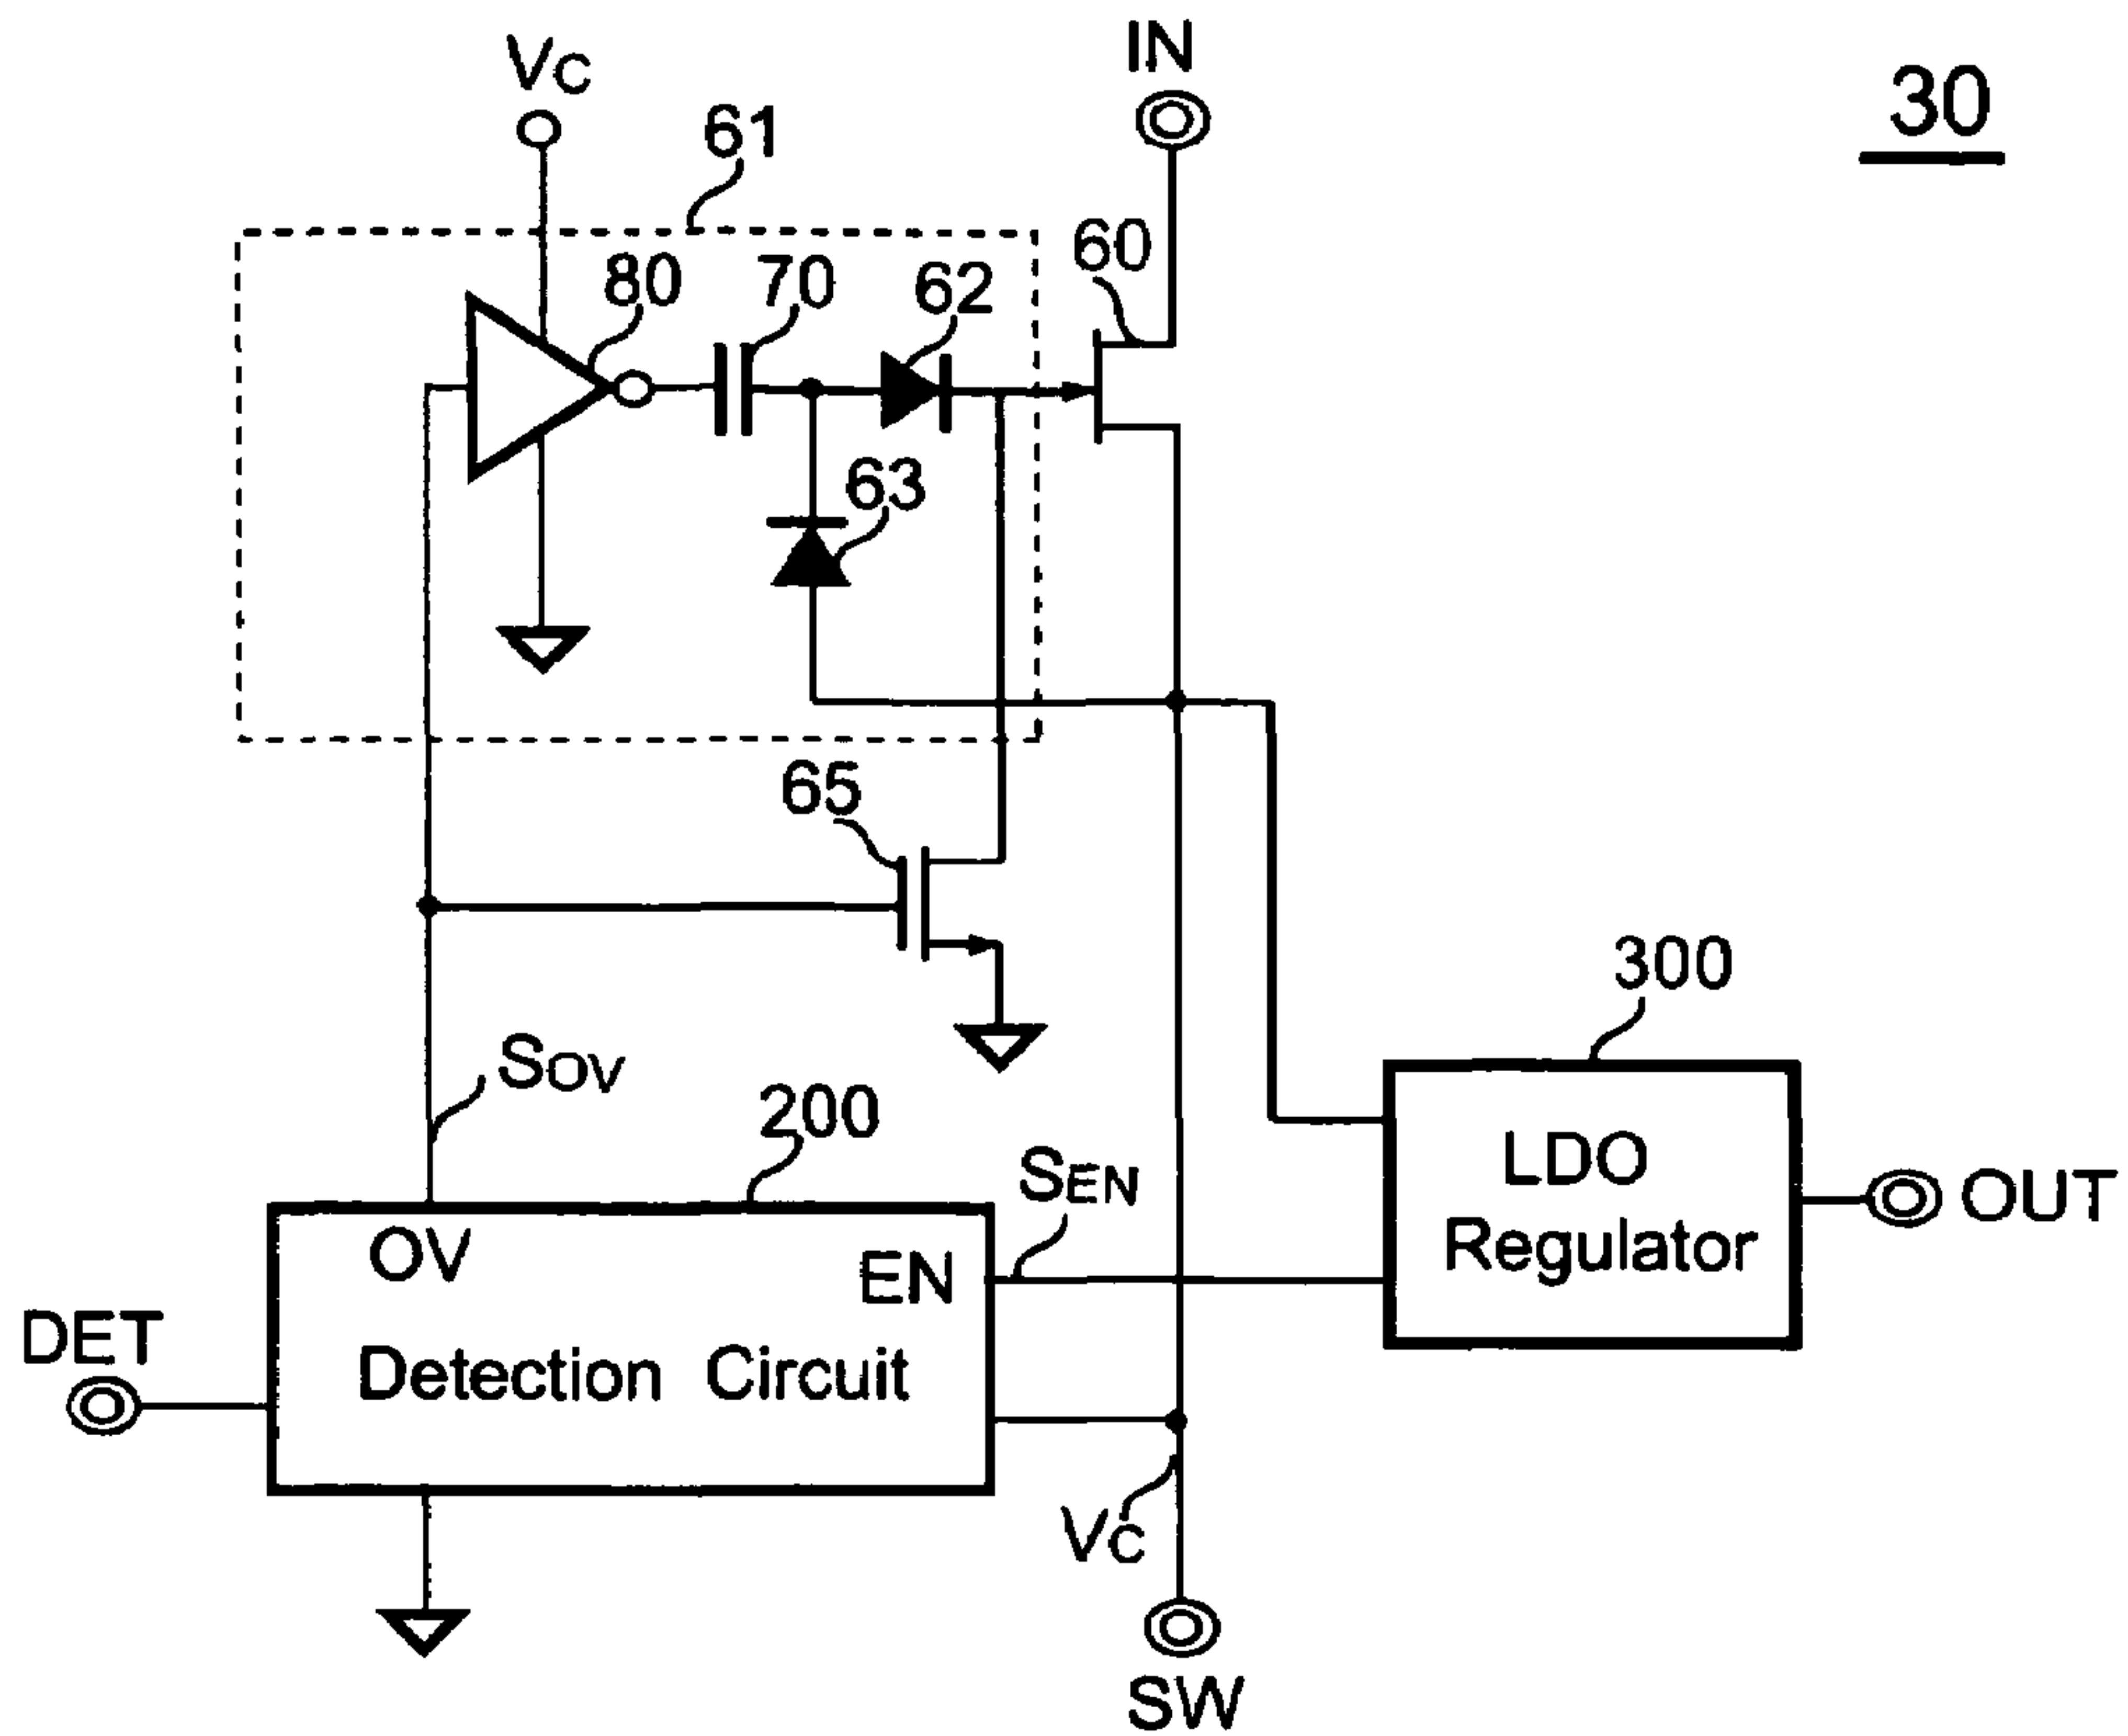 VC
IN
30
61
60
80
70
62
63
65
300
SOV
200
SEN
LDO
Regulator
OUT
OV
EN
DET
Detection Circuit
VC
SW